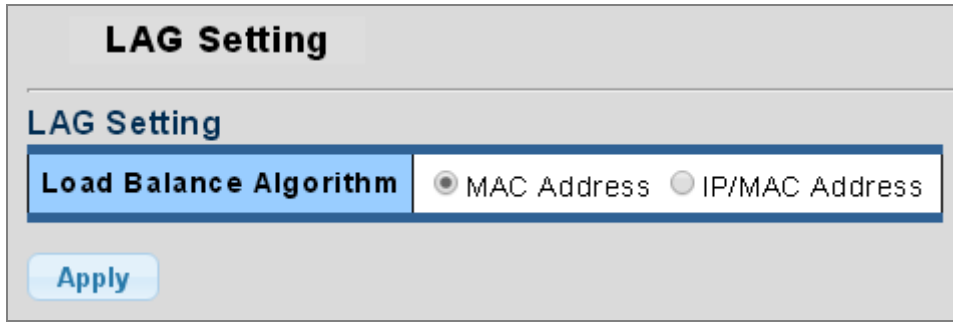 LAG Setting
LAG Setting
Load Balance Algorithm MAC Address IP/MAC Address
Apply